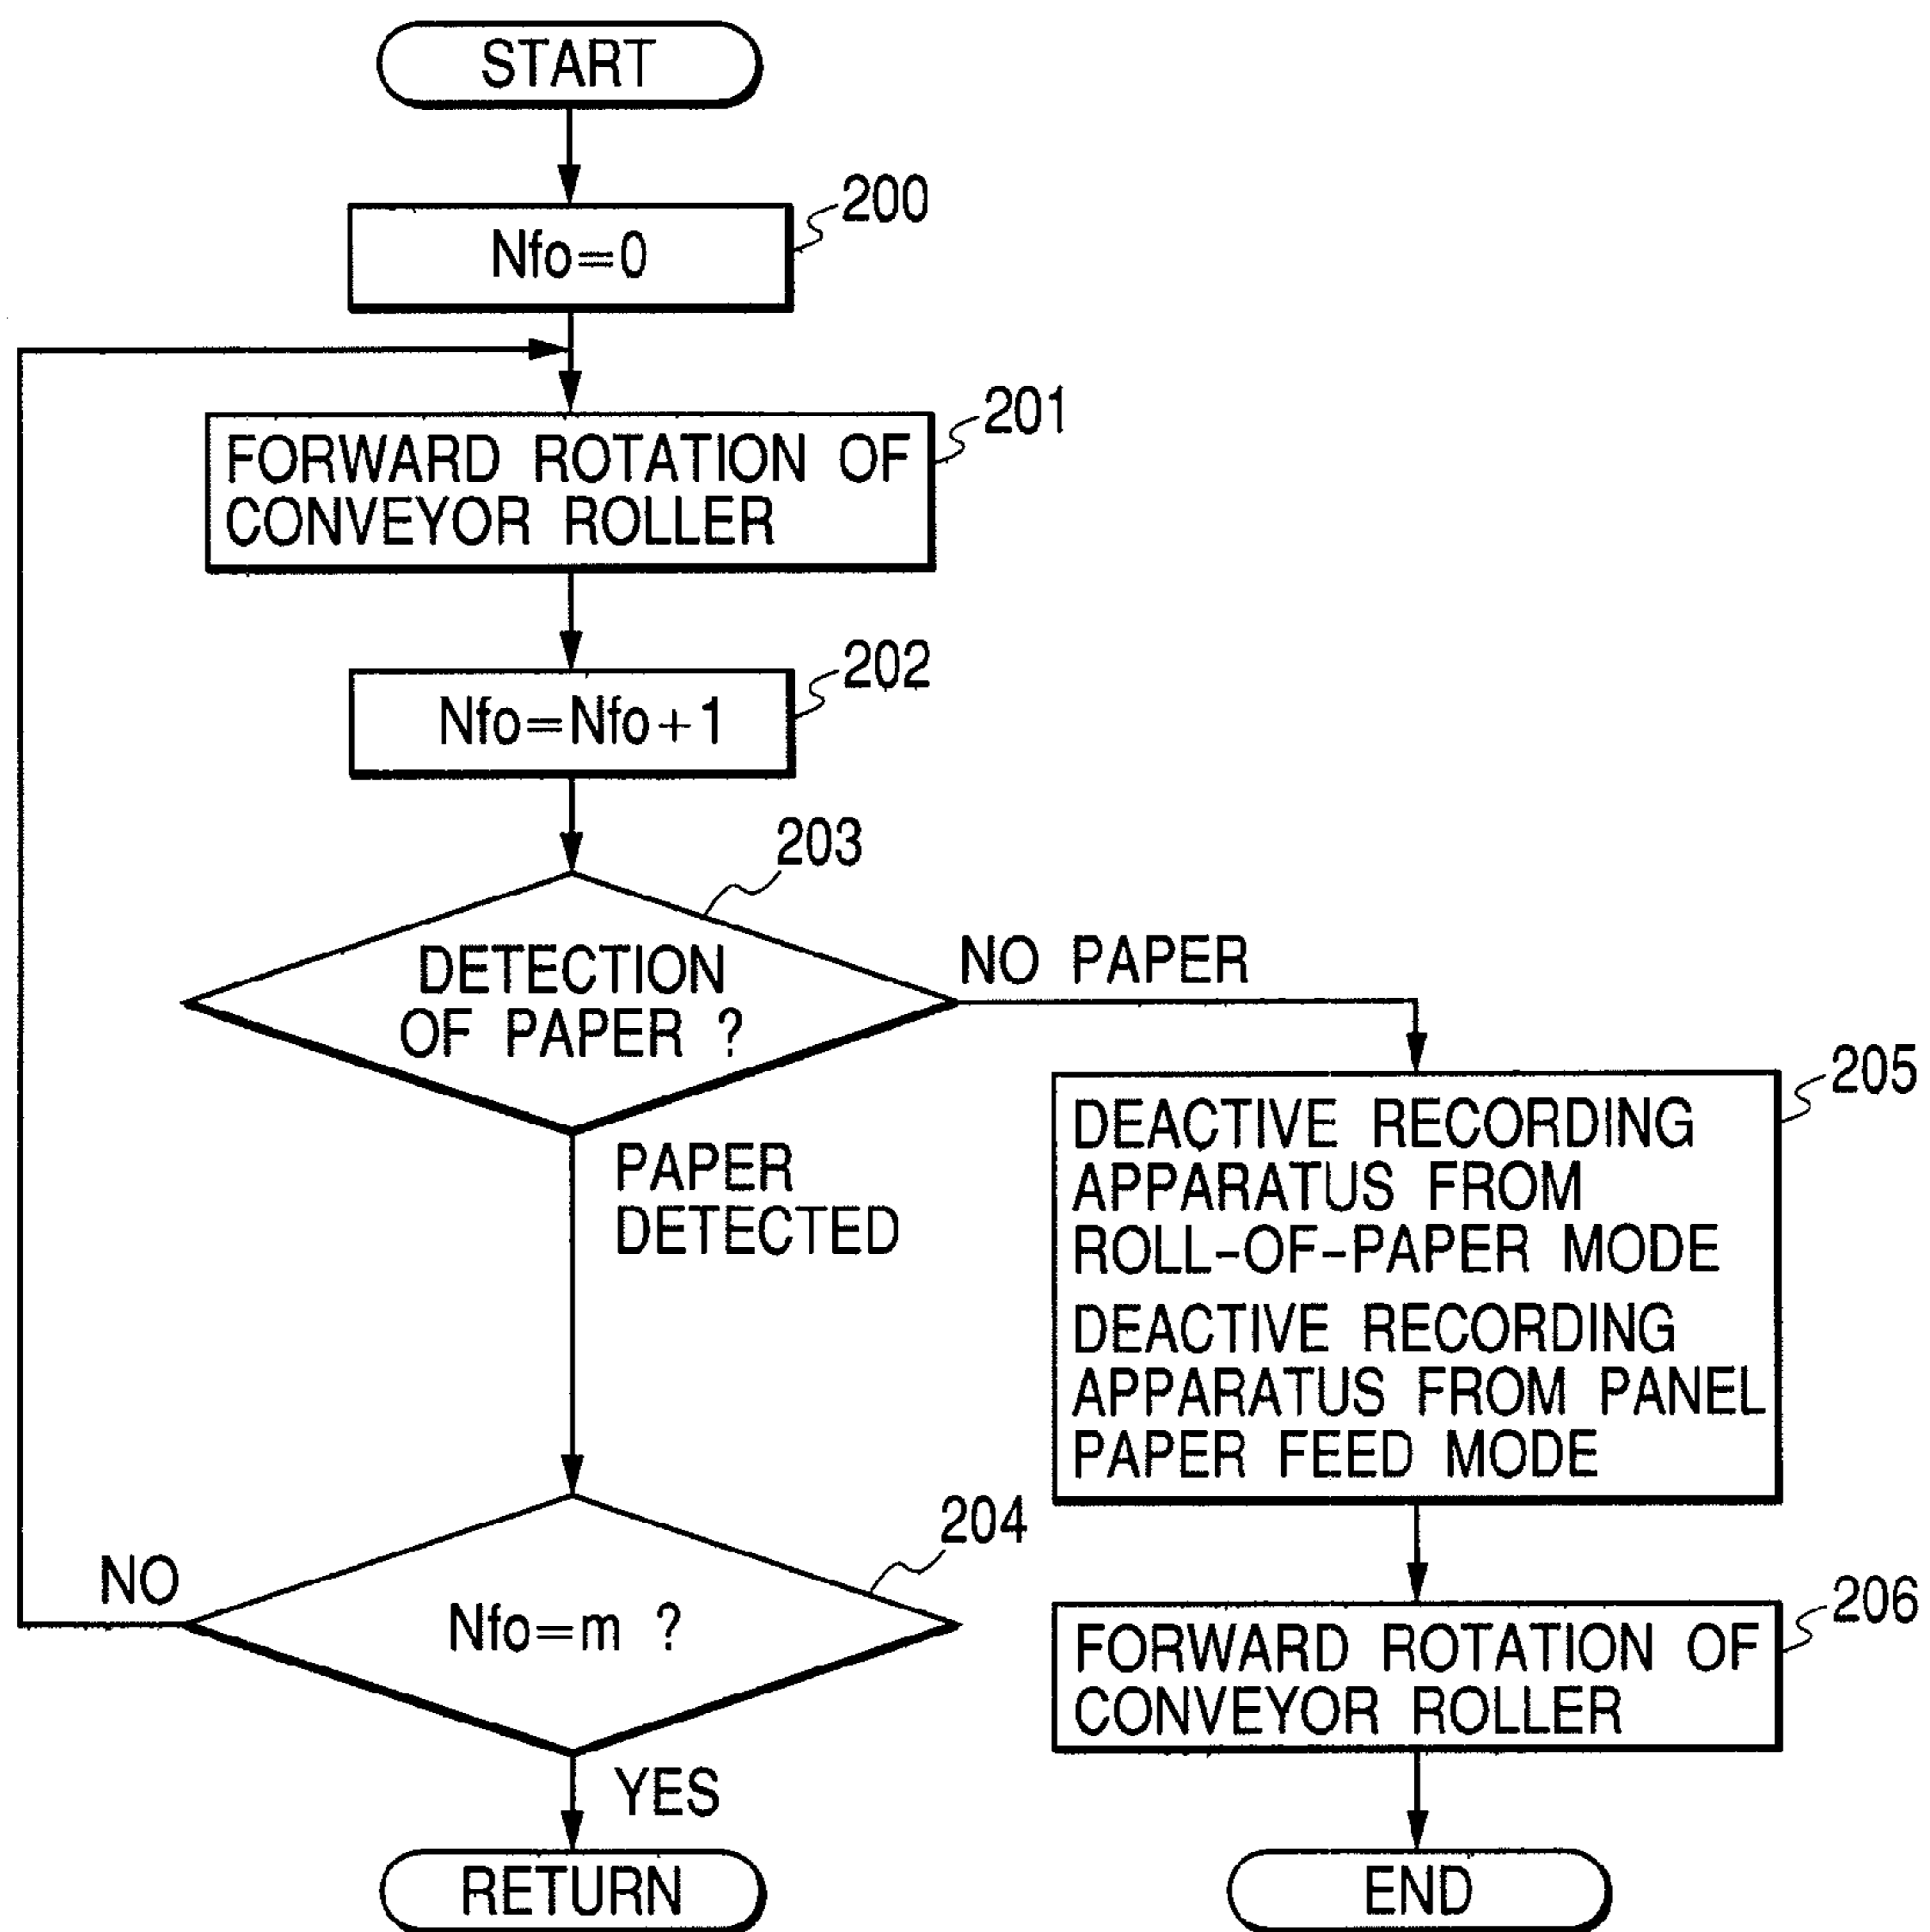 START
200
Nfo=0
201
FORWARD ROTATION OF
CONVEYOR ROLLER
202
Nfo=Nfo+1
203
DETECTION
OF PAPER ?
NO PAPER
PAPER
DETECTED
205
DEACTIVE RECORDING
APPARATUS FROM
ROLL-OF-PAPER MODE
DEACTIVE RECORDING
APPARATUS FROM PANEL
PAPER FEED MODE
204
NO
Nfo=m ?
YES
206
FORWARD ROTATION OF
CONVEYOR ROLLER
RETURN
END